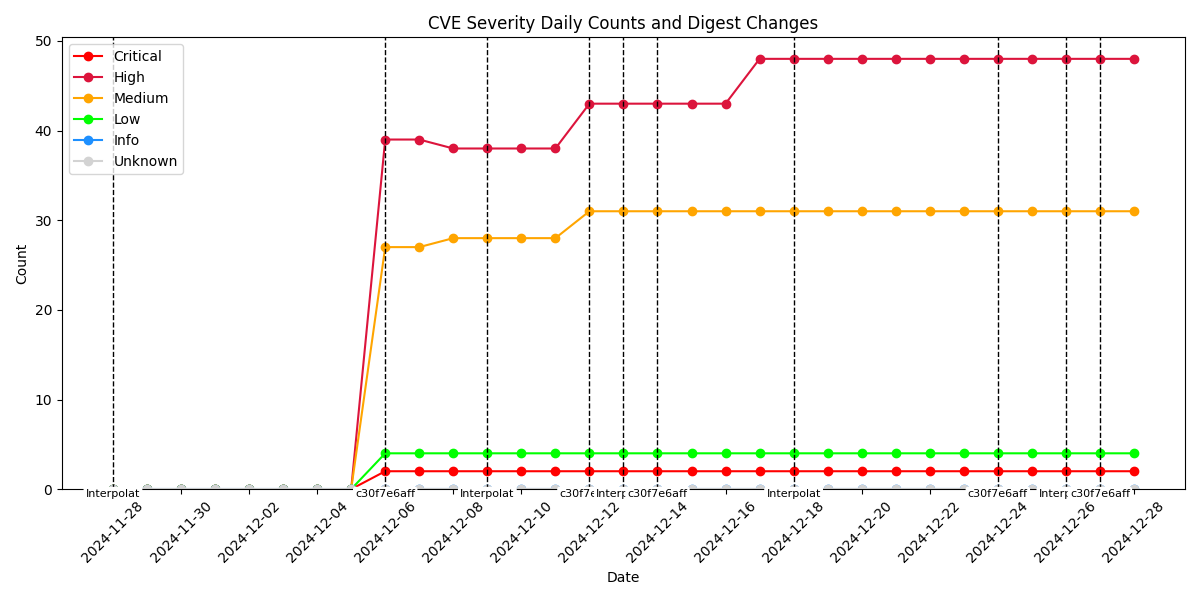 CVE Severity Daily Counts and Digest Changes
50
40
30
20
10
0
Count
Critical
High
Medium
Low
Info
Unknown
Interpolat
c30f7e6aff
Interpolat
c30f7e
Interp
c30f7e6aff
Interpolat
c30f7e6aff
Interp
c30f7e6aff
2024-11-28
2024-11-30
2024-12-02
2024-12-04
2024-12-06
2024-12-08
2024-12-10
2024-12-12
2024-12-14
2024-12-16
2024-12-18
2024-12-20
2024-12-22
2024-12-24
2024-12-26
2024-12-28
Date